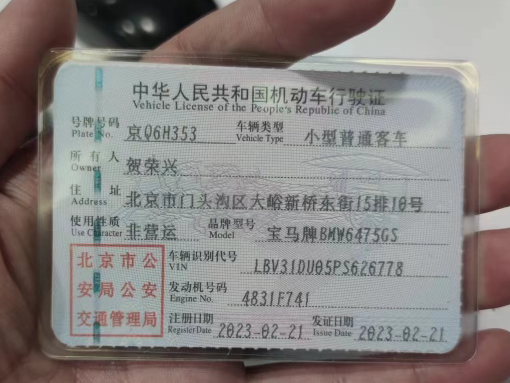 中华人民共和国机动车行驶证
Vehicle License of the People's Republic of China
号牌号码 京Q6H353 车辆类型 小型普通客车
Plate No. Vehicle Type
所有人 贺荣兴
Owner
住址 北京市门头沟区大峪新桥东街15排10号
Address
使用性质 非营运 品牌型号 宝马牌BMW6475GS
Use Character Model
北京市公安局公安交通管理局
车辆识别代号 LBV31DU05PS626778
VIN
发动机号码 4831F741
Engine No.
注册日期 2023-02-21 发证日期 2023-02-21
Register Date Issue Date